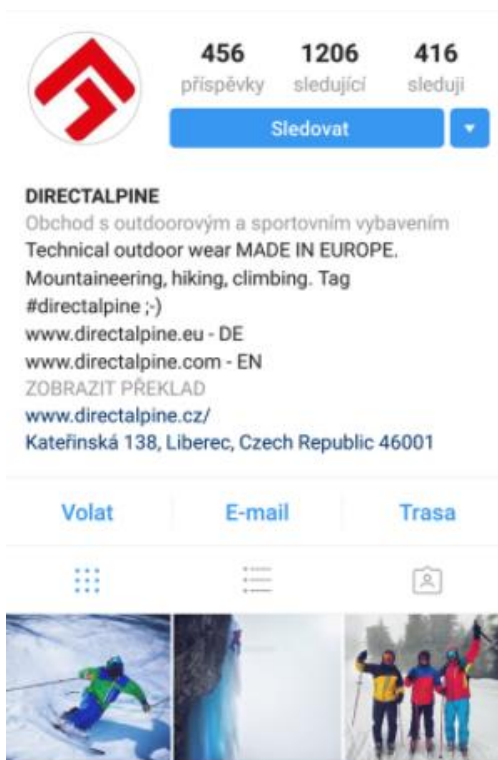 456 1206 416
příspěvky sledující sleduji
Sledovat
DIRECTALPINE
Obchod s outdoorovým a sportovním vybavením
Technical outdoor wear MADE IN EUROPE.
Mountaineering, hiking, climbing. Tag
#directalpine ;-)
www.directalpine.eu - DE
www.directalpine.com - EN
ZOBRAZIT PŘEKLAD
www.directalpine.cz/
Kateřinská 138, Liberec, Czech Republic 46001
Volat E-mail Trasa